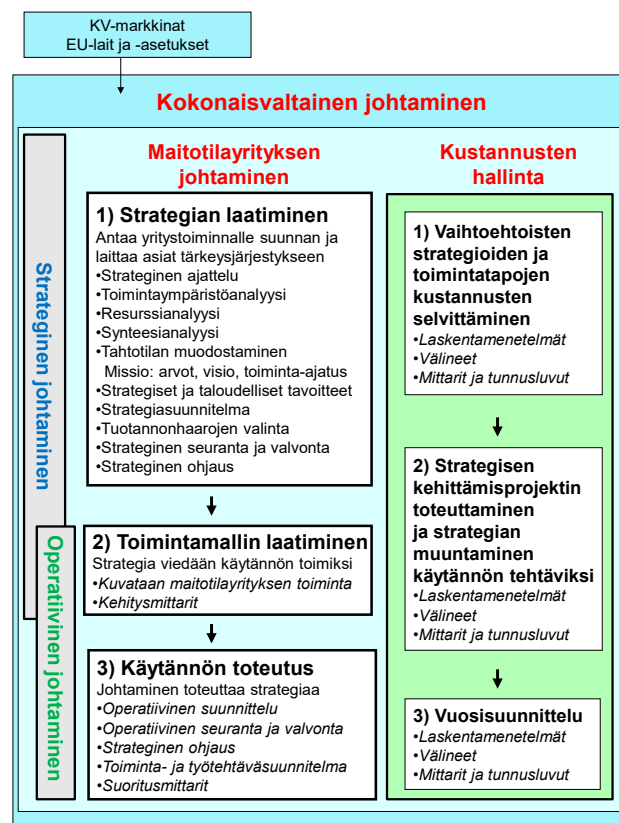 KV-markkinat
EU-lait ja -asetukset
Kokonaisvaltainen johtaminen
Strateginen johtaminen
Operatiivinen johtaminen
Maitotilayrityksen
johtaminen
1) Strategian laatiminen
Antaa yritystoiminnalle suunnan ja
laittaa asiat tärkeysjärjestykseen
•Strateginen ajattelu
•Toimintaympäristöanalyysi
•Resurssianalyysi
•Synteesianalyysi
•Tahtotilan muodostaminen
Missio: arvot, visio, toiminta-ajatus
•Strategiset ja taloudelliset tavoitteet
•Strategiasuunnitelma
•Tuotannonhaarojen valinta
•Strateginen seuranta ja valvonta
•Strateginen ohjaus
2) Toimintamallin laatiminen
Strategia viedään käytännön toimiksi
•Kuvataan maitotilayrityksen toiminta
•Kehitysmittarit
3) Käytännön toteutus
Johtaminen toteuttaa strategiaa
•Operatiivinen suunnittelu
•Operatiivinen seuranta ja valvonta
•Strateginen ohjaus
•Toiminta- ja työtehtäväsuunnitelma
•Suoritusmittarit
Kustannusten
hallinta
1) Vaihtoehtoisten
strategioiden ja
toimintatapojen
kustannusten
selvittäminen
•Laskentamenetelmät
•Välineet
•Mittarit ja tunnusluvut
2) Strategisen
kehittämisprojektin
toteuttaminen
ja strategian
muuntaminen
käytännön tehtäviksi
•Laskentamenetelmät
•Välineet
•Mittarit ja tunnusluvut
3) Vuosisuunnittelu
•Laskentamenetelmät
•Välineet
•Mittarit ja tunnusluvut